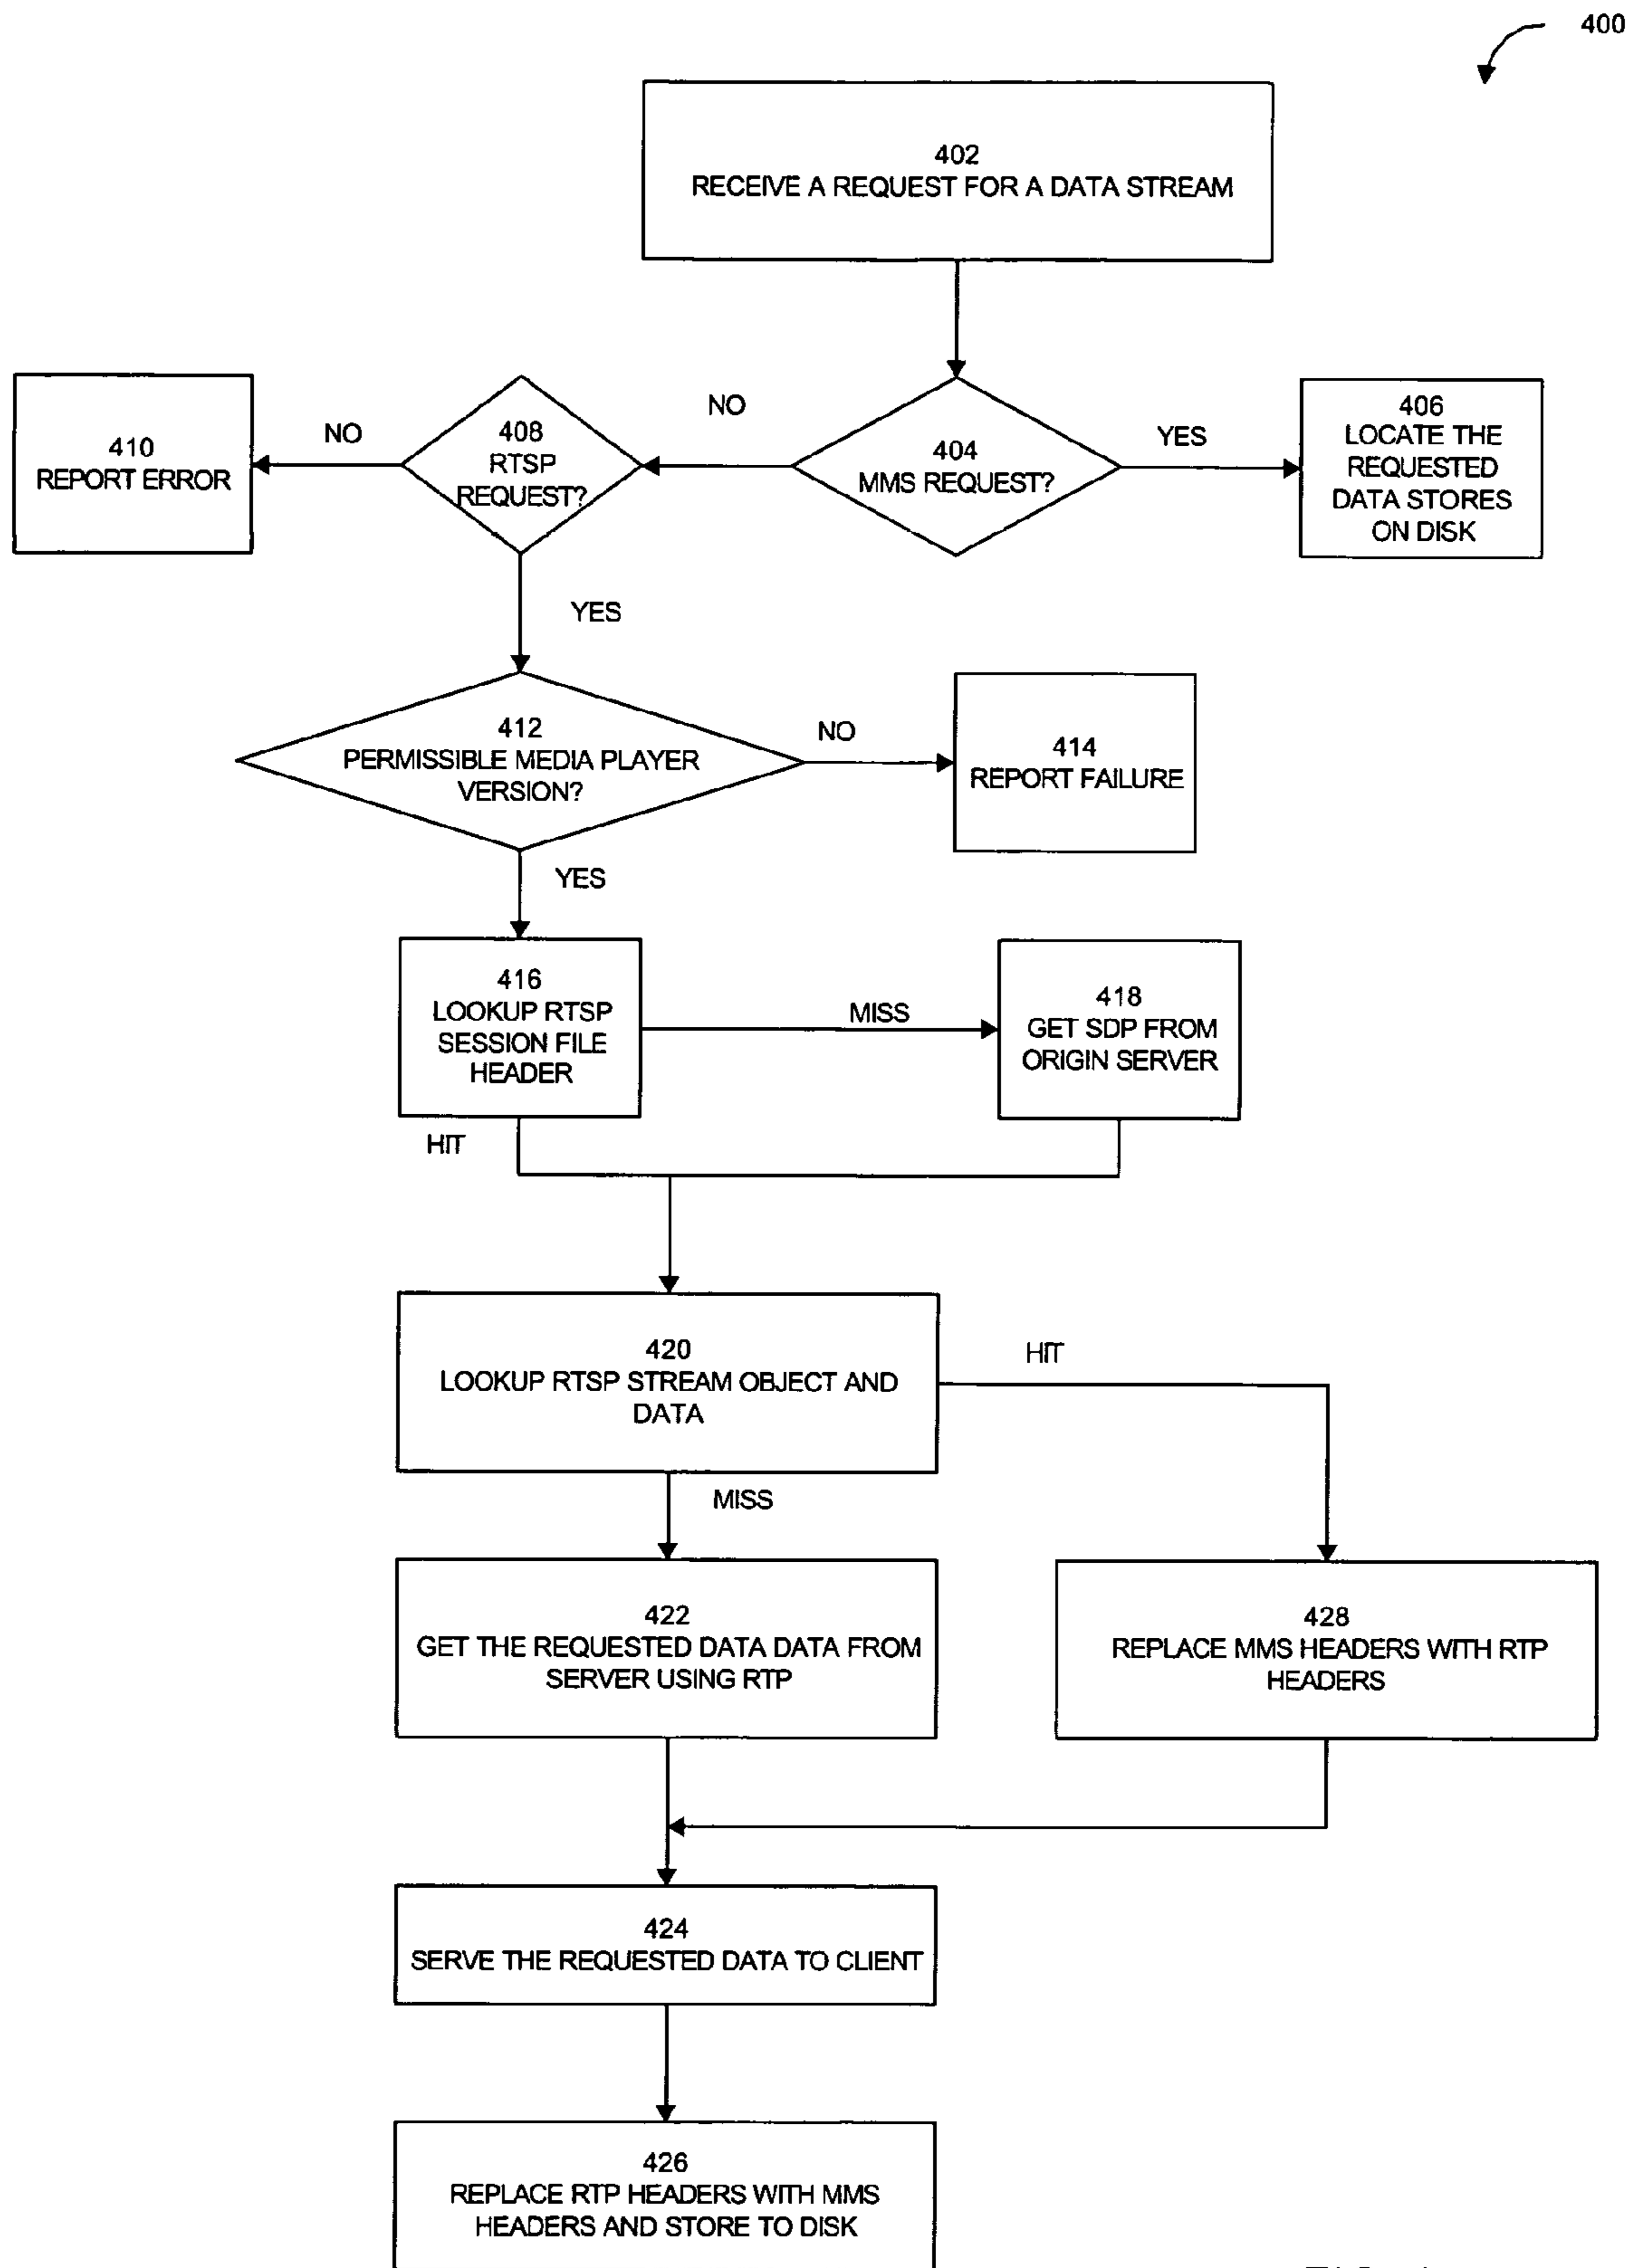 400
402
RECEIVE A REQUEST FOR A DATA STREAM
410
REPORT ERROR
NO
408
RTSP
REQUEST?
NO
404
MMS REQUEST?
YES
406
LOCATE THE
REQUESTED
DATA STORES
ON DISK
YES
412
PERMISSIBLE MEDIA PLAYER
VERSION?
NO
414
REPORT FAILURE
YES
416
LOOKUP RTSP
SESSION FILE
HEADER
MISS
418
GET SDP FROM
ORIGIN SERVER
HIT
420
LOOKUP RTSP STREAM OBJECT AND
DATA
HIT
MISS
422
GET THE REQUESTED DATA DATA FROM
SERVER USING RTP
428
REPLACE MMS HEADERS WITH RTP
HEADERS
424
SERVE THE REQUESTED DATA TO CLIENT
426
REPLACE RTP HEADERS WITH MMS
HEADERS AND STORE TO DISK